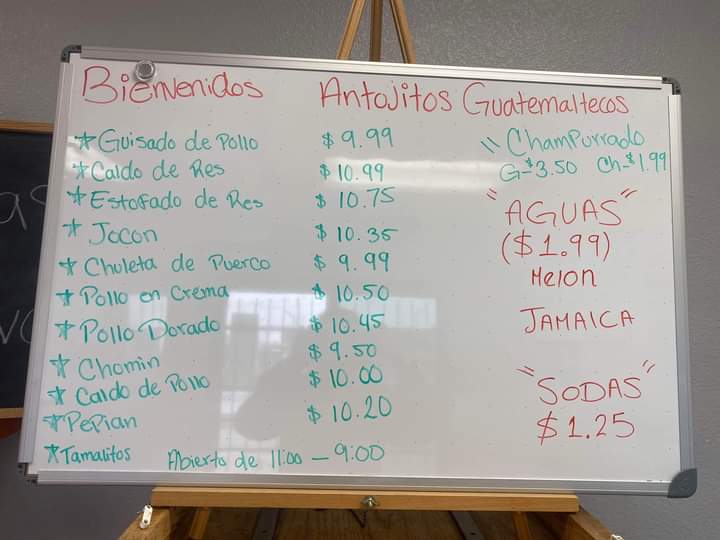 Bienvenidos Antojitos Guatemaltecos
* Guisado de Pollo $ 9.99
* Caldo de Res $ 10.99
* Estofado de Res $ 10.75
* Jocon $ 10.35
* Chuleta de Puerco $ 9.99
* Pollo en Crema $ 10.50
* Pollo Dorado $ 10.45
* Chomin $ 9.50
* Caldo de Pollo $ 10.00
* Pepian $ 10.20
* Tamalitos Abierto de 11:00 – 9:00
"Champurrado
G-$3.50 Ch-$1.99
"AGUAS"
($1.99)
Melon
JAMAICA
"SODAS"
$1.25